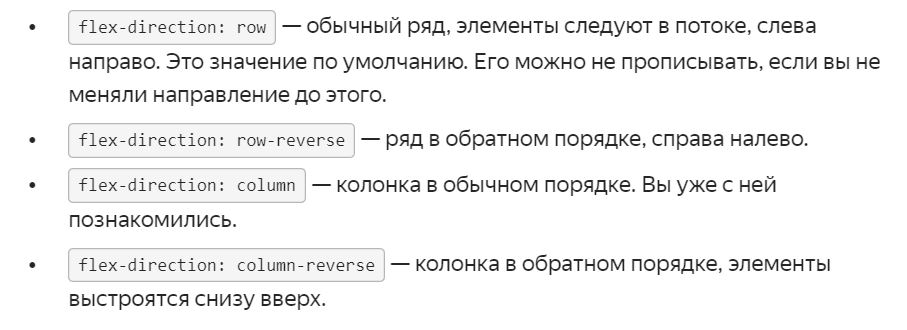 • flex-direction: row — обычный ряд, элементы следуют в потоке, слева
направо. Это значение по умолчанию. Его можно не прописывать, если вы не
меняли направление до этого.
• flex-direction: row-reverse — ряд в обратном порядке, справа налево.
• flex-direction: column — колонка в обычном порядке. Вы уже с ней
познакомились.
• flex-direction: column-reverse — колонка в обратном порядке, элементы
выстроятся снизу вверх.